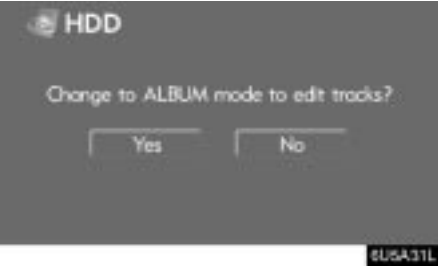 HDD
Change to ALBUM mode to edit tracks?
Yes No
6U5A31L